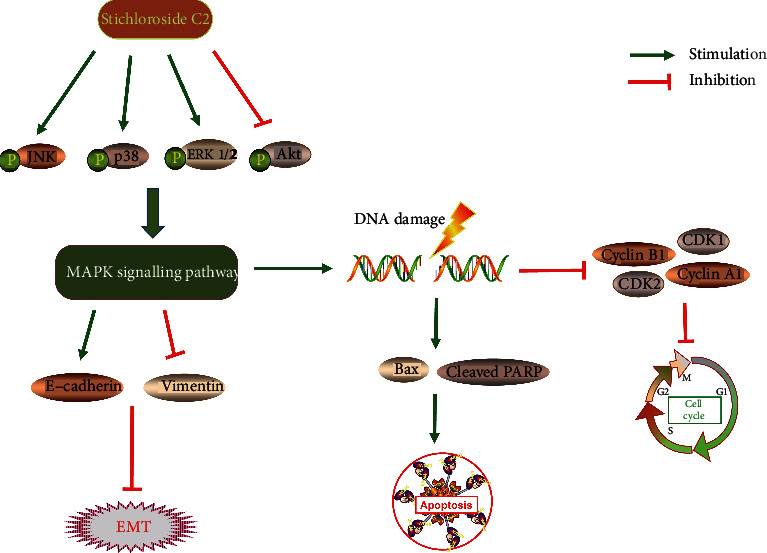 Stichloroside C2
Stimulation
Inhibition
P JNK
P p38
P ERK 1/2
P Akt
DNA damage
MAPK signalling pathway
Cyclin B1
CDK1
CDK2
Cyclin A1
E-cadherin
Vimentin
Bax
Cleaved PARP
M
G2
G1
Cell
cycle
S
Apoptosis
EMT